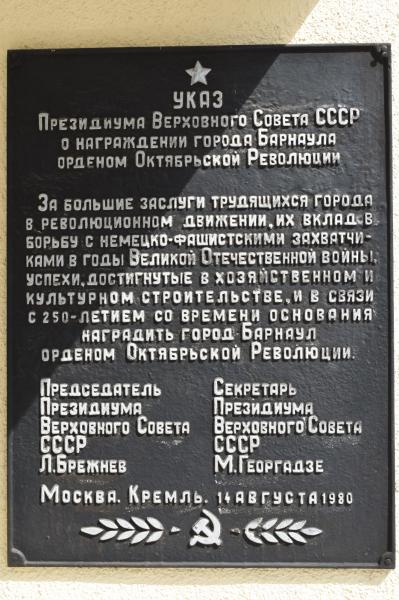 УКАЗ
ПРЕЗИДИУМА ВЕРХОВНОГО СОВЕТА СССР
О НАГРАЖДЕНИИ ГОРОДА БАРНАУЛА
ОРДЕНОМ ОКТЯБРЬСКОЙ РЕВОЛЮЦИИ
ЗА БОЛЬШИЕ ЗАСЛУГИ ТРУДЯЩИХСЯ ГОРОДА
В РЕВОЛЮЦИОННОМ ДВИЖЕНИИ, ИХ ВКЛАД В
БОРЬБУ С НЕМЕЦКО-ФАШИСТСКИМИ ЗАХВАТЧИ-
КАМИ В ГОДЫ ВЕЛИКОЙ ОТЕЧЕСТВЕННОЙ ВОЙНЫ,
УСПЕХИ, ДОСТИГНУТЫЕ В ХОЗЯЙСТВЕННОМ И
КУЛЬТУРНОМ СТРОИТЕЛЬСТВЕ, И В СВЯЗИ
С 250-ЛЕТИЕМ СО ВРЕМЕНИ ОСНОВАНИЯ
НАГРАДИТЬ ГОРОД БАРНАУЛ
ОРДЕНОМ ОКТЯБРЬСКОЙ РЕВОЛЮЦИИ.
ПРЕДСЕДАТЕЛЬ
ПРЕЗИДИУМА
ВЕРХОВНОГО СОВЕТА
СССР
Л.БРЕЖНЕВ
СЕКРЕТАРЬ
ПРЕЗИДИУМА
ВЕРХОВНОГО СОВЕТА
СССР
М.ГЕОРГАДЗЕ
МОСКВА. КРЕМЛЬ. 14 АВГУСТА 1980